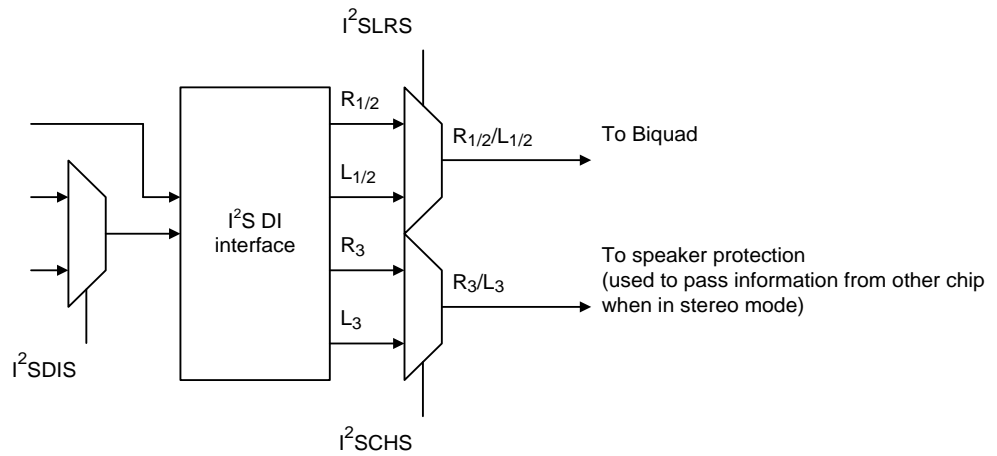 I²SLRS
R1/2
R1/2/L1/2
To Biquad
L1/2
I²S DI
interface
R3
To speaker protection
(used to pass information from other chip
when in stereo mode)
R3/L3
L3
I²SDIS
I²SCHS